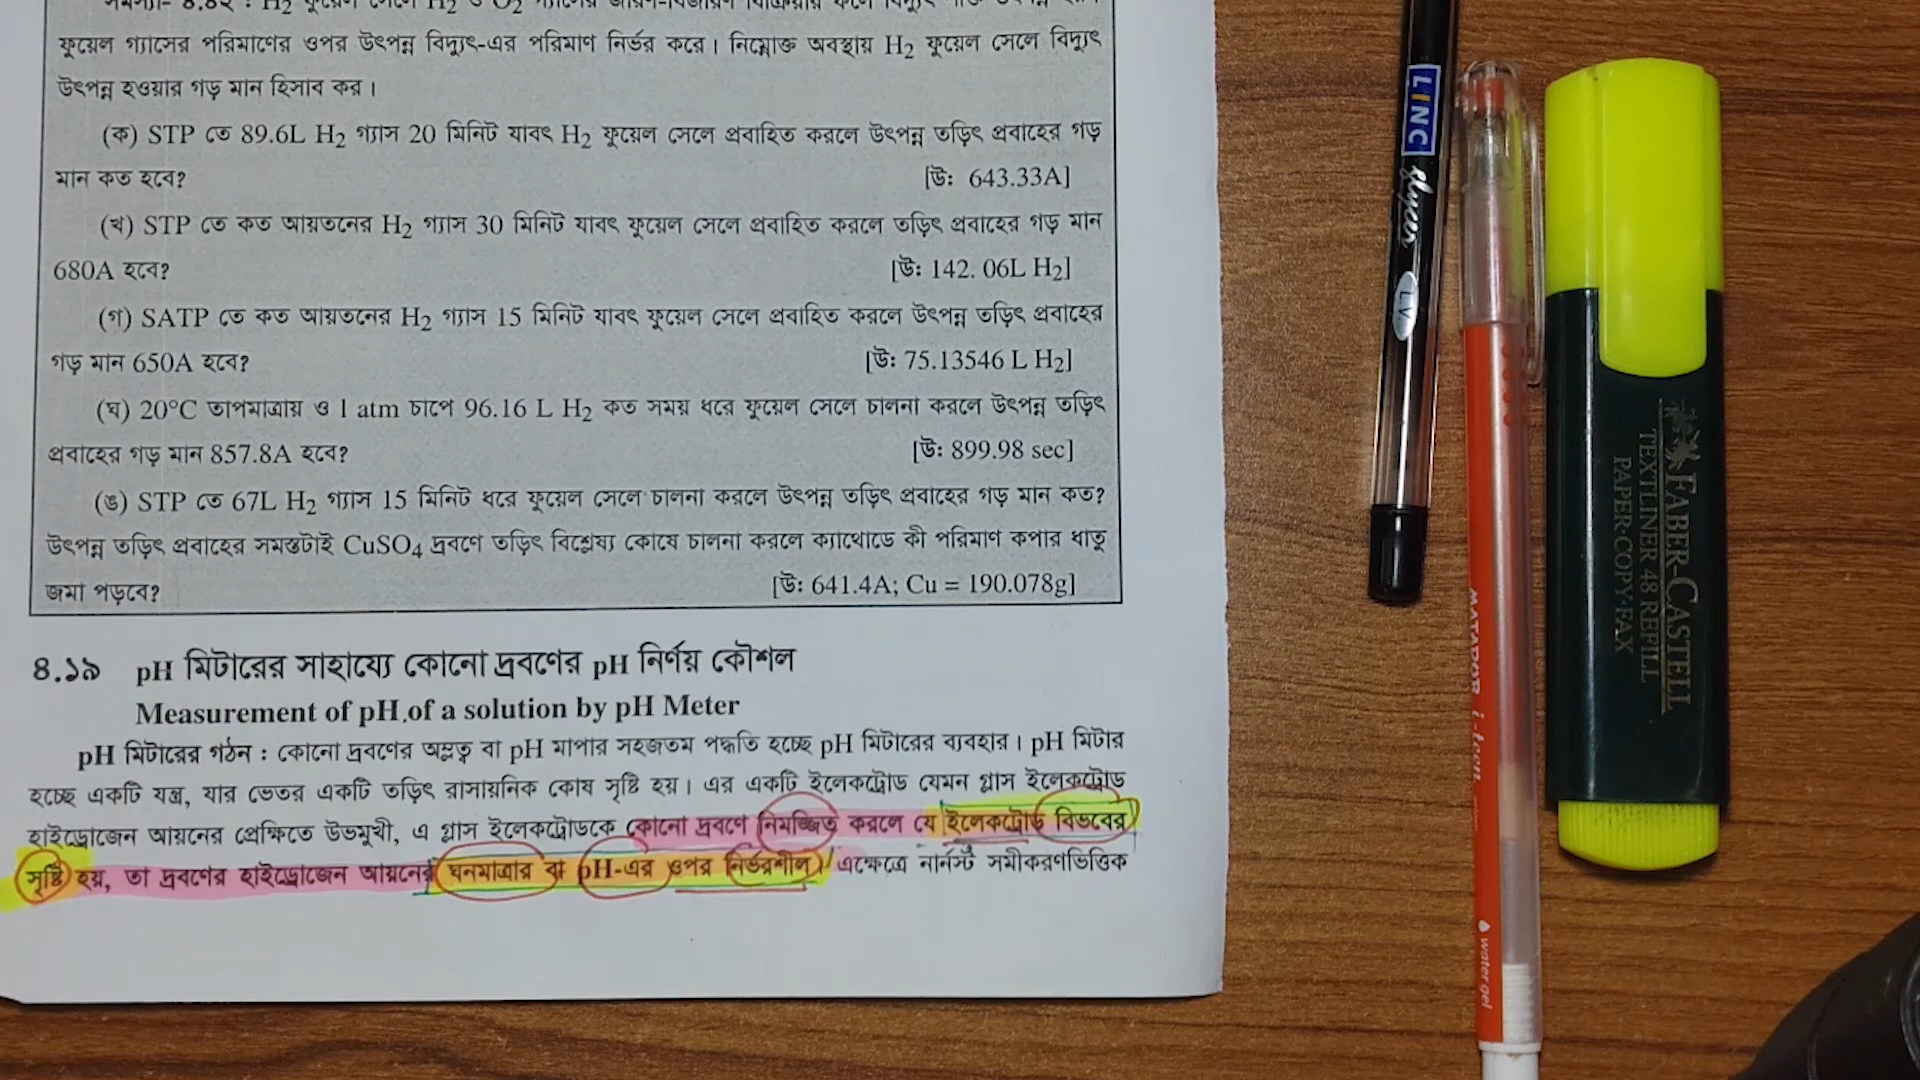 ফুয়েল গ্যাসের পরিমাণের ওপর উৎপন্ন বিদ্যুৎ-এর পরিমাণ নির্ভর করে। নিম্নোক্ত অবস্থায় H₂ ফুয়েল সেলে বিদ্যুৎ
উৎপন্ন হওয়ার গড় মান হিসাব কর।
(ক) STP তে 89.6L H₂ গ্যাস 20 মিনিট যাবৎ H₂ ফুয়েল সেলে প্রবাহিত করলে উৎপন্ন তড়িৎ প্রবাহের গড়
মান কত হবে? [উঃ 643.33A]
(খ) STP তে কত আয়তনের H₂ গ্যাস 30 মিনিট যাবৎ ফুয়েল সেলে প্রবাহিত করলে তড়িৎ প্রবাহের গড় মান
680A হবে? [উঃ 142. 06L H₂]
(গ) SATP তে কত আয়তনের H₂ গ্যাস 15 মিনিট যাবৎ ফুয়েল সেলে প্রবাহিত করলে উৎপন্ন তড়িৎ প্রবাহের
গড় মান 650A হবে? [উঃ 75.13546 L H₂]
(ঘ) 20°C তাপমাত্রায় ও 1 atm চাপে 96.16 L H₂ কত সময় ধরে ফুয়েল সেলে চালনা করলে উৎপন্ন তড়িৎ
প্রবাহের গড় মান 857.8A হবে? [উঃ 899.98 sec]
(ঙ) STP তে 67L H₂ গ্যাস 15 মিনিট ধরে ফুয়েল সেলে চালনা করলে উৎপন্ন তড়িৎ প্রবাহের গড় মান কত?
উৎপন্ন তড়িৎ প্রবাহের সমস্তটাই CuSO₄ দ্রবণে তড়িৎ বিশ্লেষ্য কোষে চালনা করলে ক্যাথোডে কী পরিমাণ কপার ধাতু
জমা পড়বে? [উঃ 641.4A; Cu = 190.078g]
৪.১৯ pH মিটারের সাহায্যে কোনো দ্রবণের pH নির্ণয় কৌশল
Measurement of pH of a solution by pH Meter
pH মিটারের গঠন : কোনো দ্রবণের অম্লত্ব বা pH মাপার সহজতম পদ্ধতি হচ্ছে pH মিটারের ব্যবহার। pH মিটার
হচ্ছে একটি যন্ত্র, যার ভেতর একটি তড়িৎ রাসায়নিক কোষ সৃষ্টি হয়। এর একটি ইলেকট্রোড যেমন গ্লাস ইলেকট্রোড
হাইড্রোজেন আয়নের প্রেক্ষিতে উভমুখী, এ গ্লাস ইলেকট্রোডকে কোনো দ্রবণে নিমজ্জিত করলে যে ইলেকট্রোড বিভবের
সৃষ্টি হয়, তা দ্রবণের হাইড্রোজেন আয়নের ঘনমাত্রার বা pH-এর ওপর নির্ভরশীল। এক্ষেত্রে নার্নস্ট সমীকরণভিত্তিক
LINC
glycer
FABER-CASTELL
TEXTLINER 48 REFILL
PAPER·COPY·FAX
MATADOR i-teen
water gel